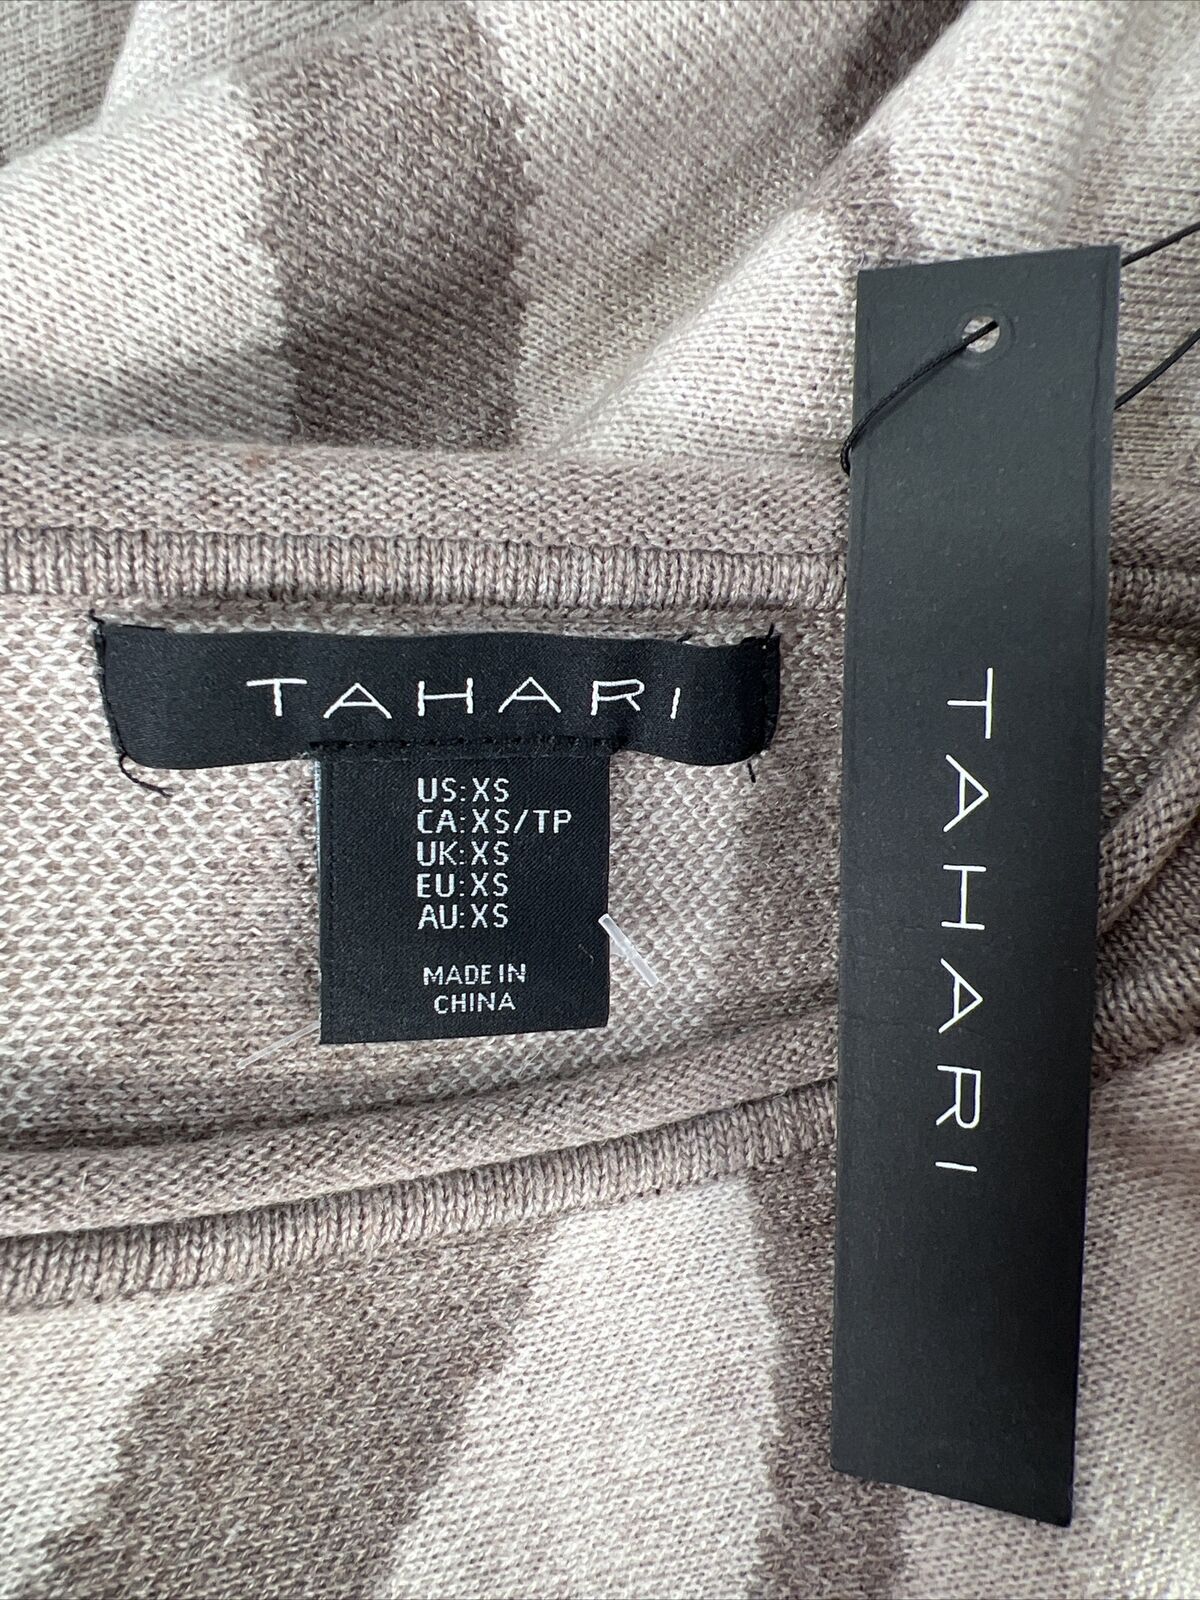 TAHARI
US: XS
CA: XS/TP
UK: XS
EU: XS
AU: XS
MADE IN
CHINA
TAHARI